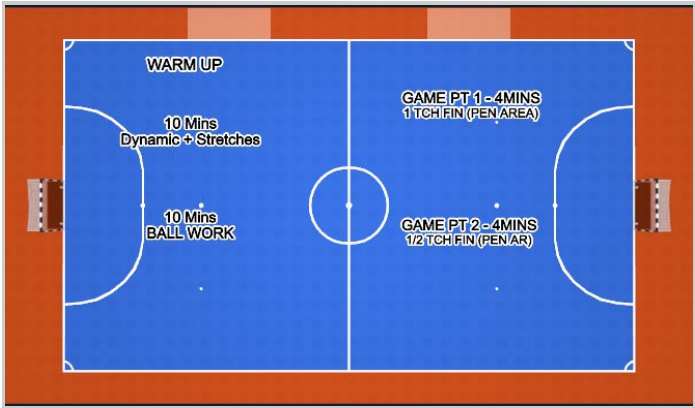 WARM UP
10 Mins
Dynamic + Stretches
10 Mins
BALL WORK
GAME PT 1 - 4MINS
1 TCH FIN (PEN AREA)
GAME PT 2 - 4MINS
1/2 TCH FIN (PEN AR)